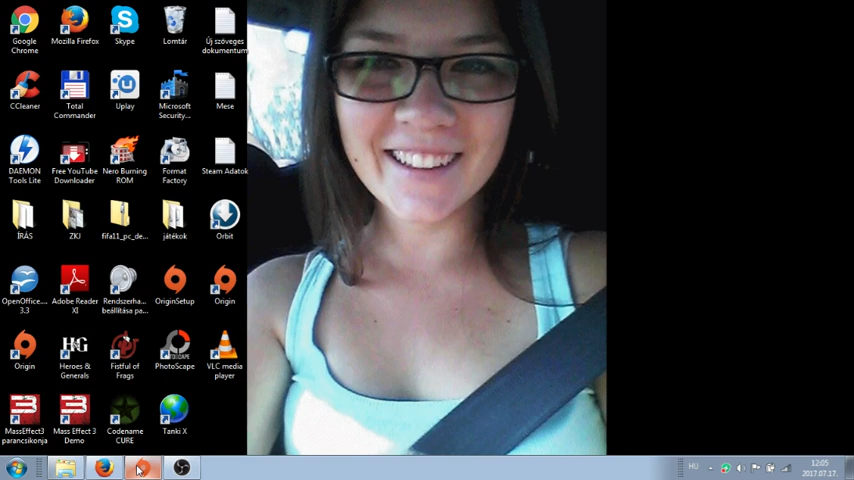 Google
Chrome
Mozilla Firefox
Skype
Lomtár
Új szöveges
dokumentum
CCleaner
Total
Commander
Uplay
Microsoft
Security...
Mese
DAEMON
Tools Lite
Free YouTube
Downloader
Nero Burning
ROM
Format
Factory
Steam Adatok
ÍRÁS
ZKJ
fifa11_pc_de...
játékok
Orbit
OpenOffice....
3.3
Adobe Reader
XI
Rendszerha...
beállítása pa...
OriginSetup
Origin
Origin
Heroes &
Generals
Fistful of
Frags
PhotoScape
VLC media
player
MassEffect3
parancsikonja
Mass Effect 3
Demo
Codename
CURE
Tanki X
HU
12:05
2017.07.17.